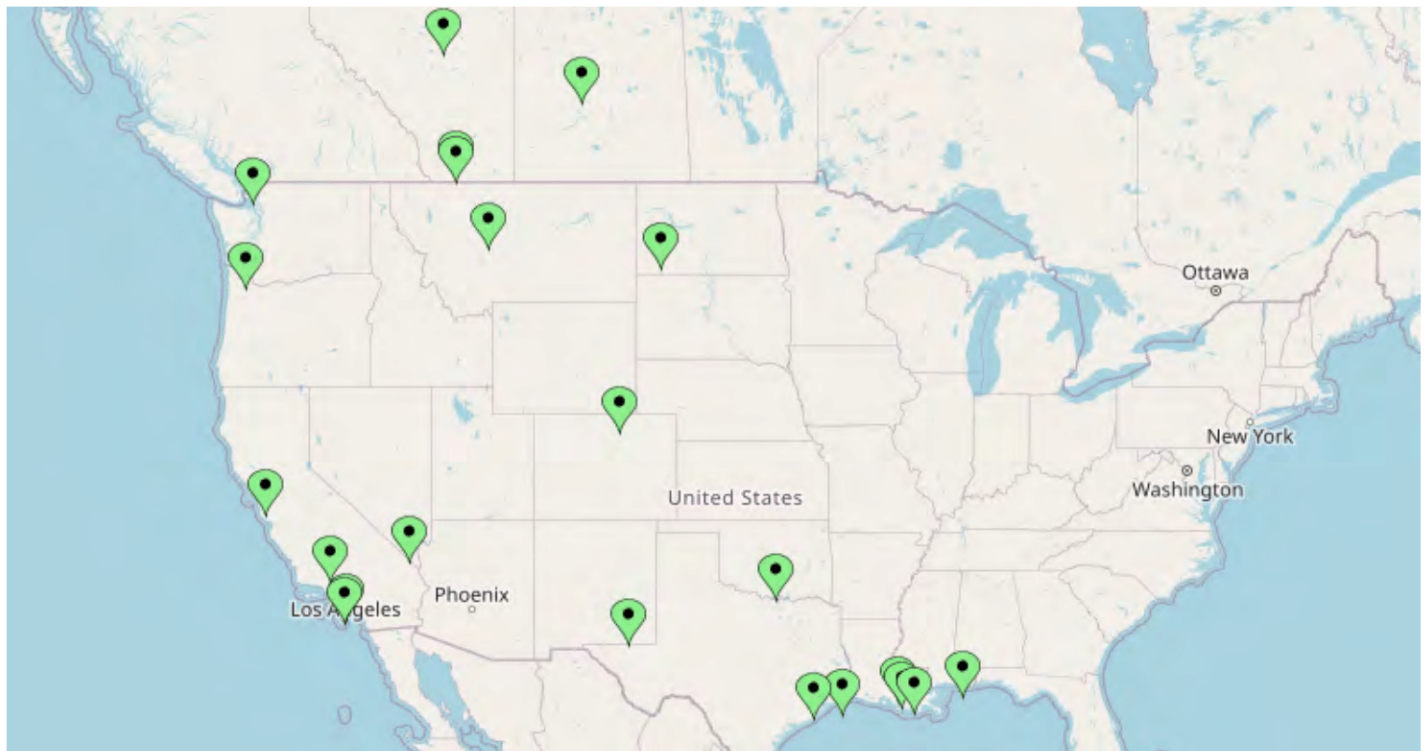 Ottawa
New York
Washington
United States
Phoenix
Los Angeles